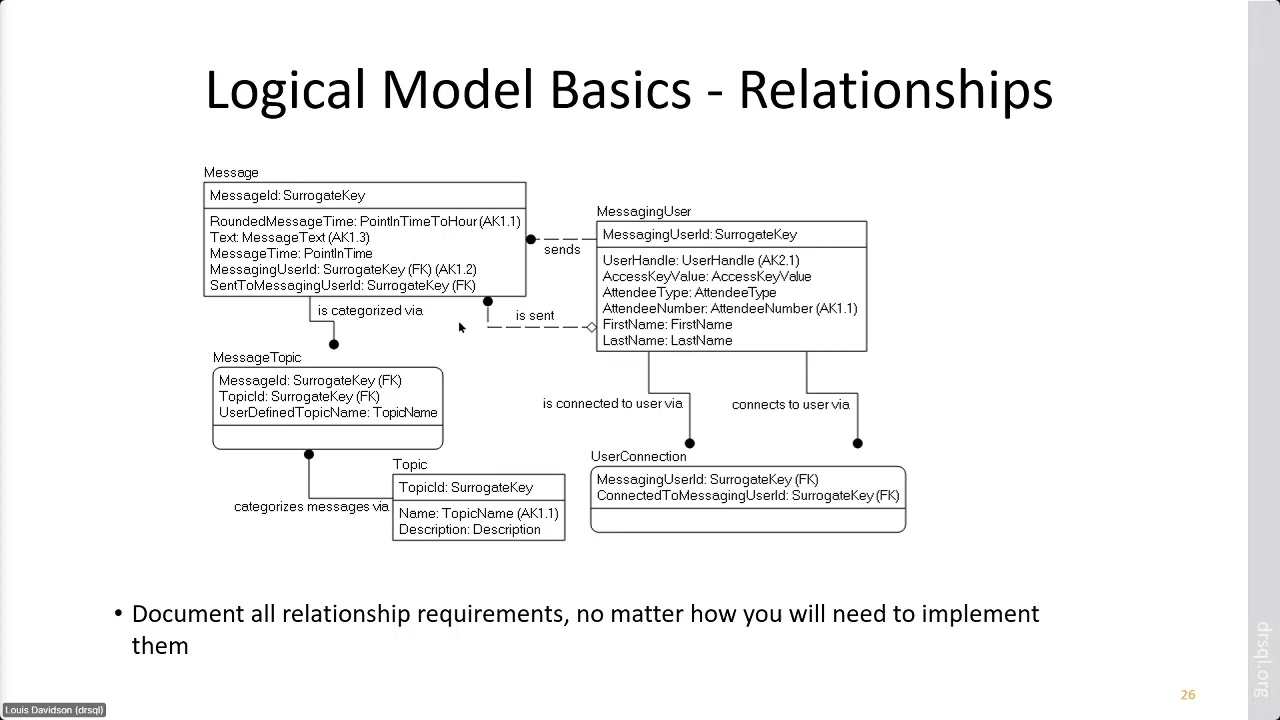 Logical Model Basics - Relationships
Message
MessageId: SurrogateKey
RoundedMessageTime: PointInTimeToHour (AK1.1)
Text: MessageText (AK1.3)
MessageTime: PointInTime
MessagingUserId: SurrogateKey (FK) (AK1.2)
SentToMessagingUserId: SurrogateKey (FK)
sends
is sent
MessagingUser
MessagingUserId: SurrogateKey
UserHandle: UserHandle (AK2.1)
AccessKeyValue: AccessKeyValue
AttendeeType: AttendeeType
AttendeeNumber: AttendeeNumber (AK1.1)
FirstName: FirstName
LastName: LastName
is categorized via
MessageTopic
MessageId: SurrogateKey (FK)
TopicId: SurrogateKey (FK)
UserDefinedTopicName: TopicName
is connected to user via
connects to user via
categorizes messages via
Topic
TopicId: SurrogateKey
Name: TopicName (AK1.1)
Description: Description
UserConnection
MessagingUserId: SurrogateKey (FK)
ConnectedToMessagingUserId: SurrogateKey (FK)
• Document all relationship requirements, no matter how you will need to implement
them
26
drsql.org
Louis Davidson (drsql)